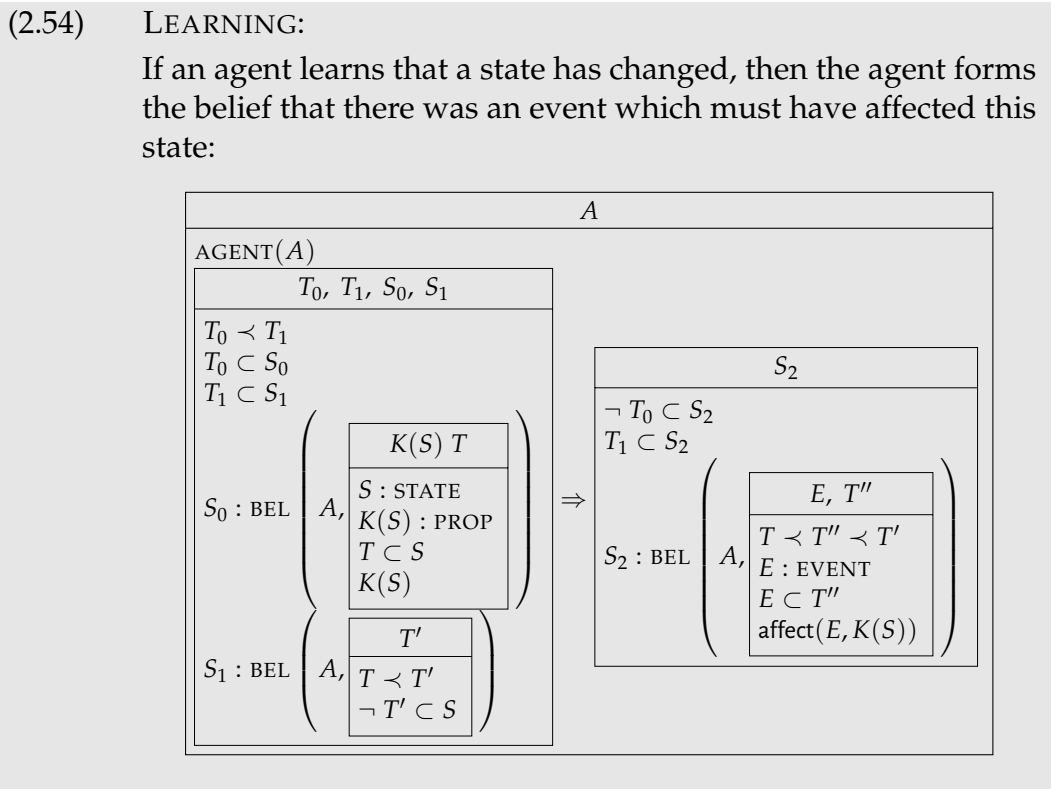 (2.54) LEARNING:
If an agent learns that a state has changed, then the agent forms
the belief that there was an event which must have affected this
state:
A
AGENT(A)
T₀, T₁, S₀, S₁
T₀ ≺ T₁
T₀ ⊂ S₀
T₁ ⊂ S₁
S₀ : BEL ( A,
K(S) T
S : STATE
K(S) : PROP
T ⊂ S
K(S)
)
S₁ : BEL ( A,
T′
T ≺ T′
¬ T′ ⊂ S
)
⇒
S₂
¬ T₀ ⊂ S₂
T₁ ⊂ S₂
S₂ : BEL ( A,
E, T″
T ≺ T″ ≺ T′
E : EVENT
E ⊂ T″
affect(E, K(S))
)